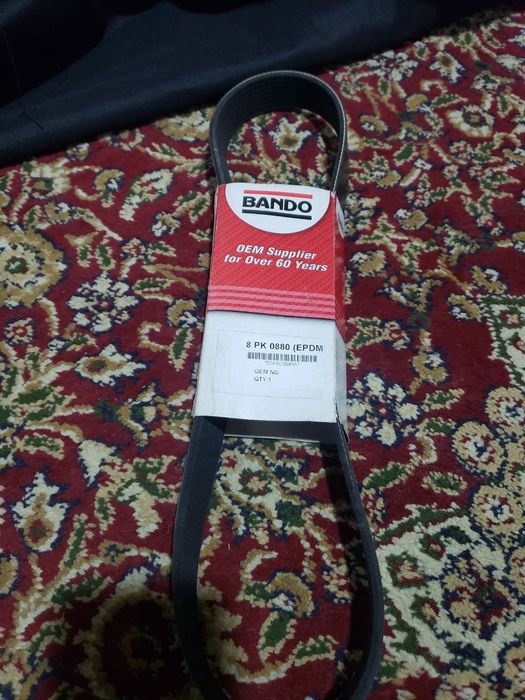 BANDO
OEM Supplier
for Over 60 Years
8 PK 0880 (EPDM
OEM NO
QTY:1